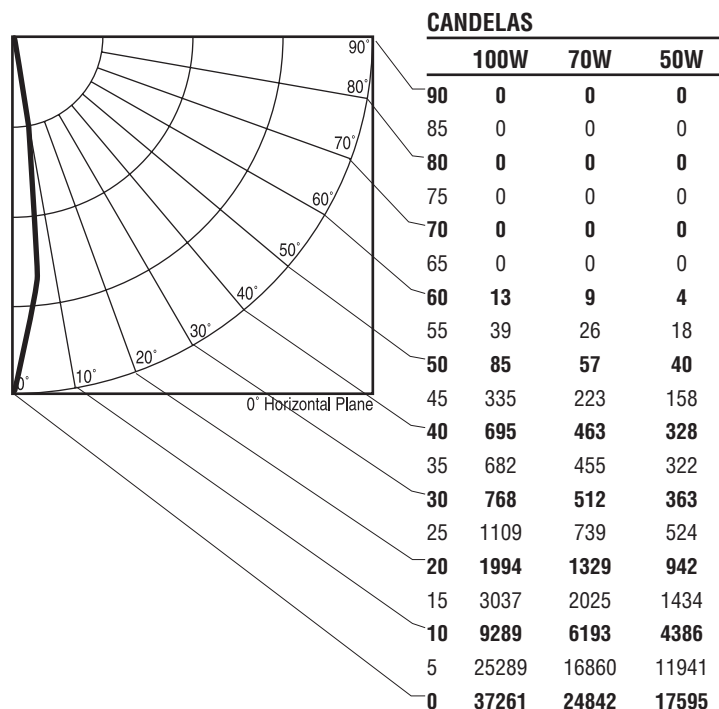 CANDELAS
100W 70W 50W
90 0 0 0
85 0 0 0
80 0 0 0
75 0 0 0
70 0 0 0
65 0 0 0
60 13 9 4
55 39 26 18
50 85 57 40
45 335 223 158
40 695 463 328
35 682 455 322
30 768 512 363
25 1109 739 524
20 1994 1329 942
15 3037 2025 1434
10 9289 6193 4386
5 25289 16860 11941
0 37261 24842 17595
90˚
80˚
70˚
60˚
50˚
40˚
30˚
20˚
10˚
0˚
0˚ Horizontal Plane